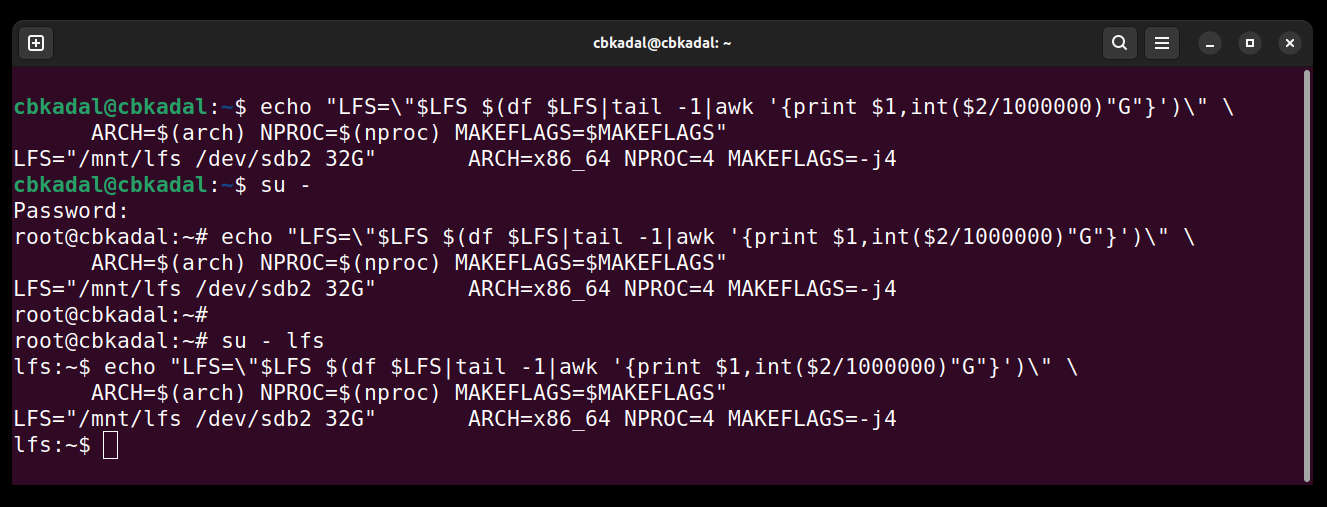 cbkadal@cbkadal: ~
cbkadal@cbkadal:~$ echo "LFS=\"$LFS $(df $LFS|tail -1|awk '{print $1,int($2/1000000)"G"}')\" \
      ARCH=$(arch) NPROC=$(nproc) MAKEFLAGS=$MAKEFLAGS"
LFS="/mnt/lfs /dev/sdb2 32G"       ARCH=x86_64 NPROC=4 MAKEFLAGS=-j4
cbkadal@cbkadal:~$ su -
Password:
root@cbkadal:~# echo "LFS=\"$LFS $(df $LFS|tail -1|awk '{print $1,int($2/1000000)"G"}')\" \
      ARCH=$(arch) NPROC=$(nproc) MAKEFLAGS=$MAKEFLAGS"
LFS="/mnt/lfs /dev/sdb2 32G"       ARCH=x86_64 NPROC=4 MAKEFLAGS=-j4
root@cbkadal:~#
root@cbkadal:~# su - lfs
lfs:~$ echo "LFS=\"$LFS $(df $LFS|tail -1|awk '{print $1,int($2/1000000)"G"}')\" \
      ARCH=$(arch) NPROC=$(nproc) MAKEFLAGS=$MAKEFLAGS"
LFS="/mnt/lfs /dev/sdb2 32G"       ARCH=x86_64 NPROC=4 MAKEFLAGS=-j4
lfs:~$